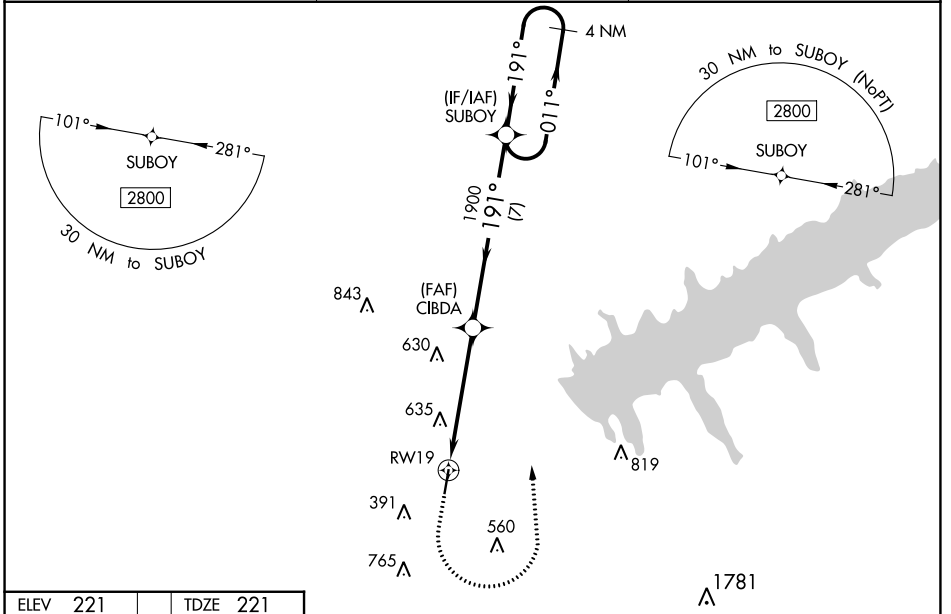 4 NM
191°
011°
(IF/IAF)
SUBOY
101°
281°
SUBOY
2800
30 NM to SUBOY
30 NM to SUBOY (NoPT)
2800
SUBOY
101°
281°
1900
191°
(7)
843
(FAF)
CIBDA
630
635
RW19
819
391
560
765
1781
ELEV 221
TDZE 221